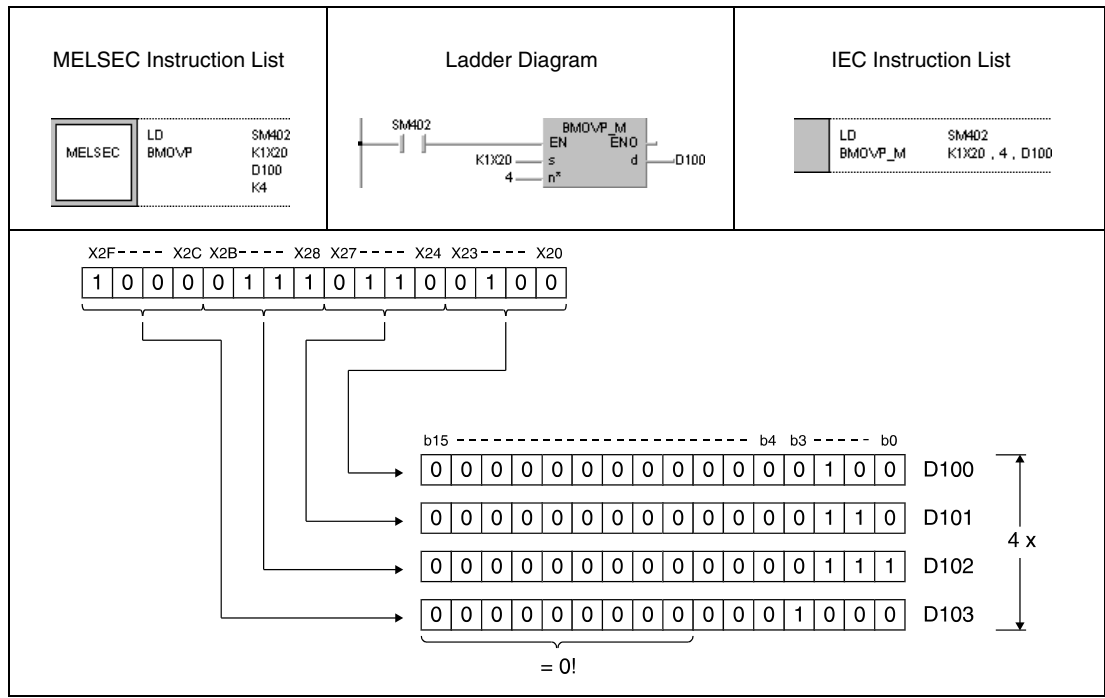 MELSEC Instruction List
Ladder Diagram
IEC Instruction List
MELSEC
LD SM402
BMOVP K1X20
D100
K4
SM402
BMOVP_M
EN ENO
K1X20 s d D100
4 n*
LD SM402
BMOVP_M K1X20 , 4 , D100
X2F---- X2C X2B----- X28 X27---- X24 X23----- X20
1 0 0 0 0 1 1 1 0 1 1 0 0 1 0 0
b15 ---------------------- b4 b3 ----- b0
0 0 0 0 0 0 0 0 0 0 0 0 0 1 0 0 D100
0 0 0 0 0 0 0 0 0 0 0 0 0 1 1 0 D101
0 0 0 0 0 0 0 0 0 0 0 0 0 1 1 1 D102
0 0 0 0 0 0 0 0 0 0 0 0 1 0 0 0 D103
4 x
= 0!